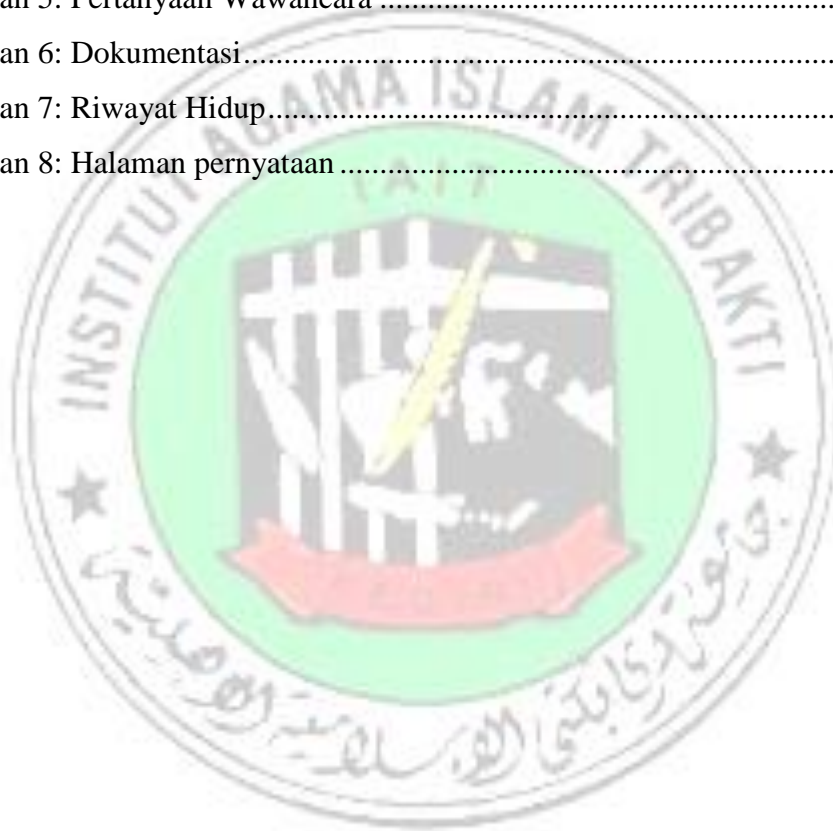 an 5: Pertanyaan Wawancara ......................................................................
an 6: Dokumentasi...........................................................................................
an 7: Riwayat Hidup.......................................................................................
an 8: Halaman pernyataan ...........................................................................
INSTITUT AGAMA ISLAM TRIBAKTI
IAIT